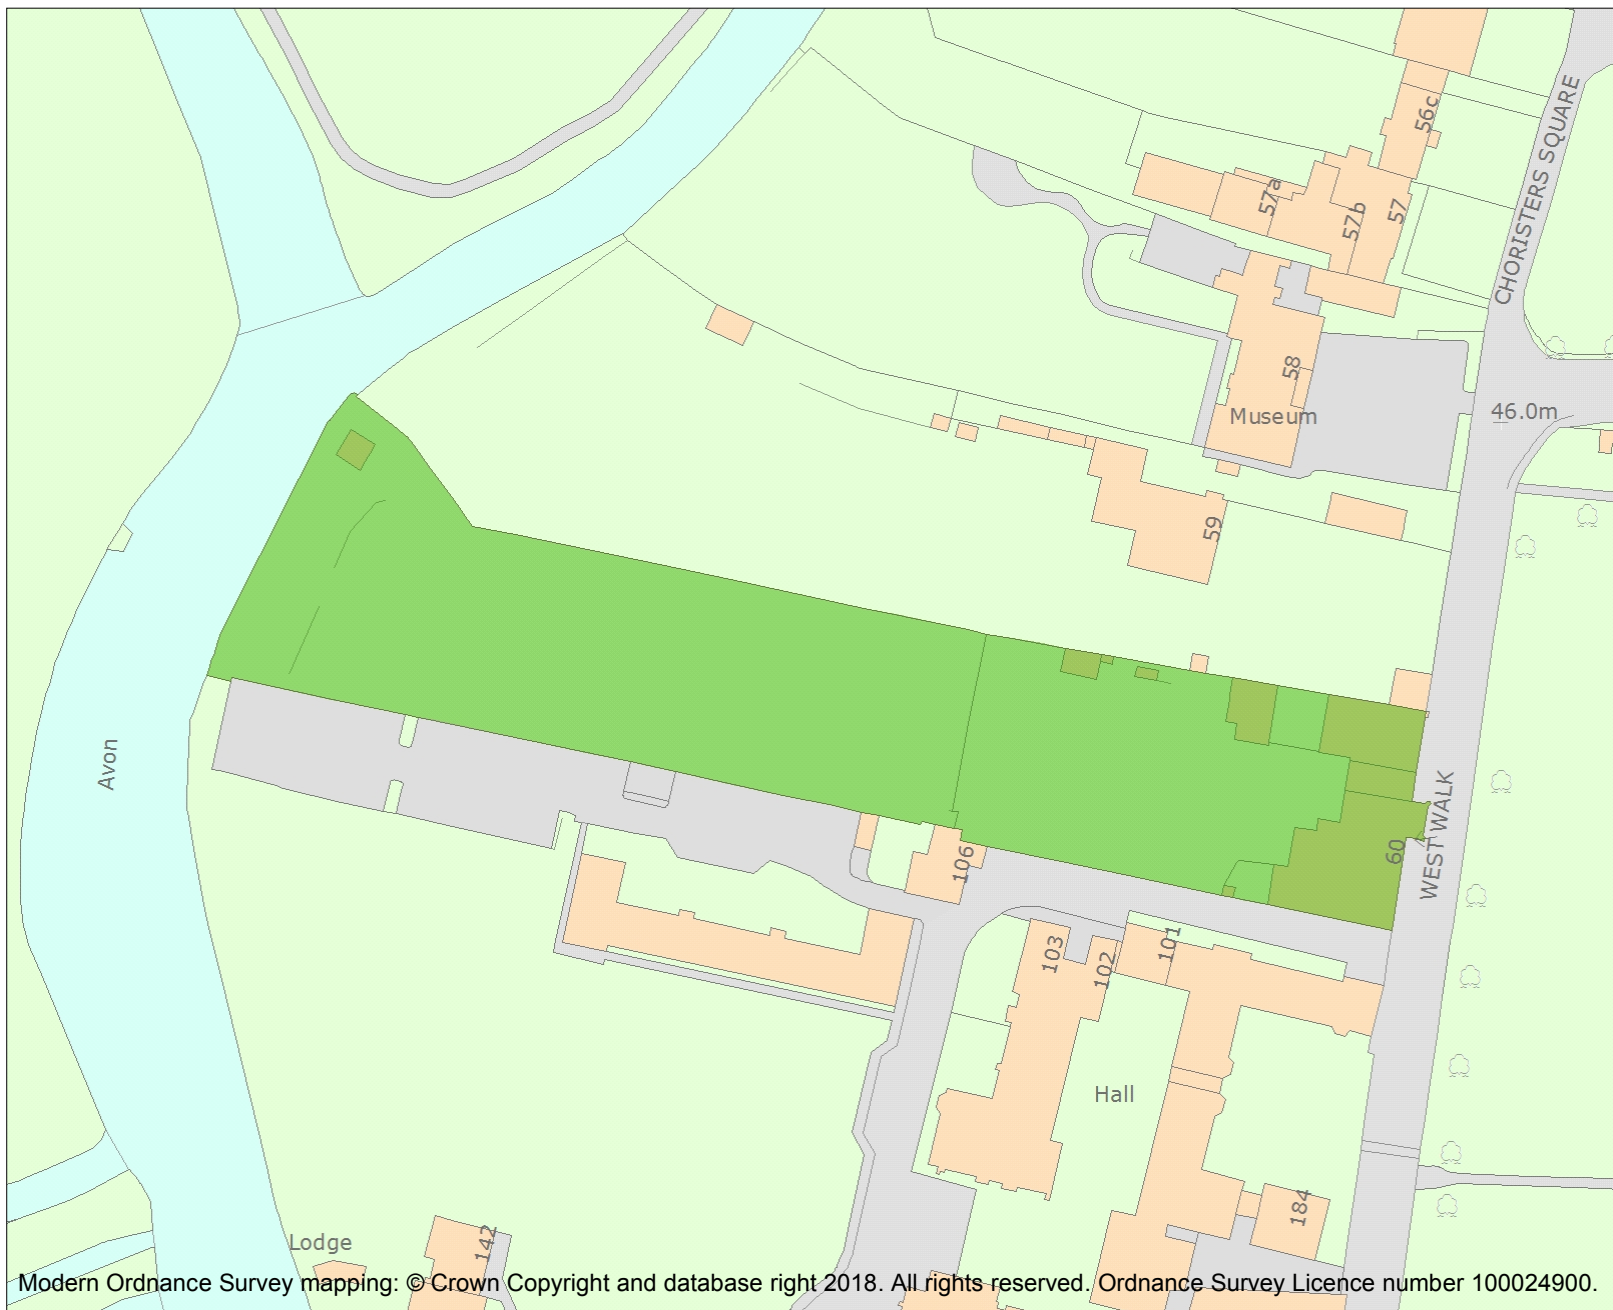 56c
CHORISTERS SQUARE
57a
57b
57
58
Museum
46.0m
59
Avon
WEST WALK
60
106
103
102
101
Hall
184
142
Lodge
Modern Ordnance Survey mapping: © Crown Copyright and database right 2018. All rights reserved. Ordnance Survey Licence number 100024900.